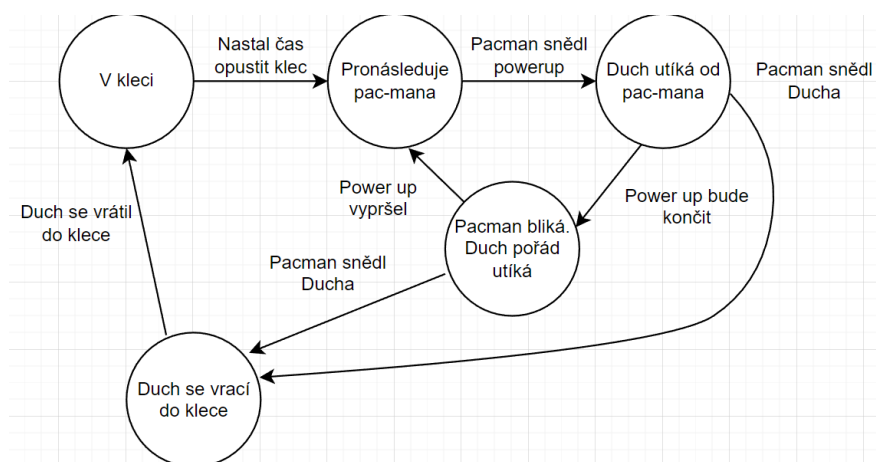 V kleci
Nastal čas
opustit klec
Pronásleduje
pac-mana
Pacman snědl
powerup
Duch utíká od
pac-mana
Pacman snědl
Ducha
Duch se vrátil
do klece
Power up
vypršel
Pacman bliká.
Duch pořád
utíká
Power up bude
končit
Pacman snědl
Ducha
Duch se vrací
do klece